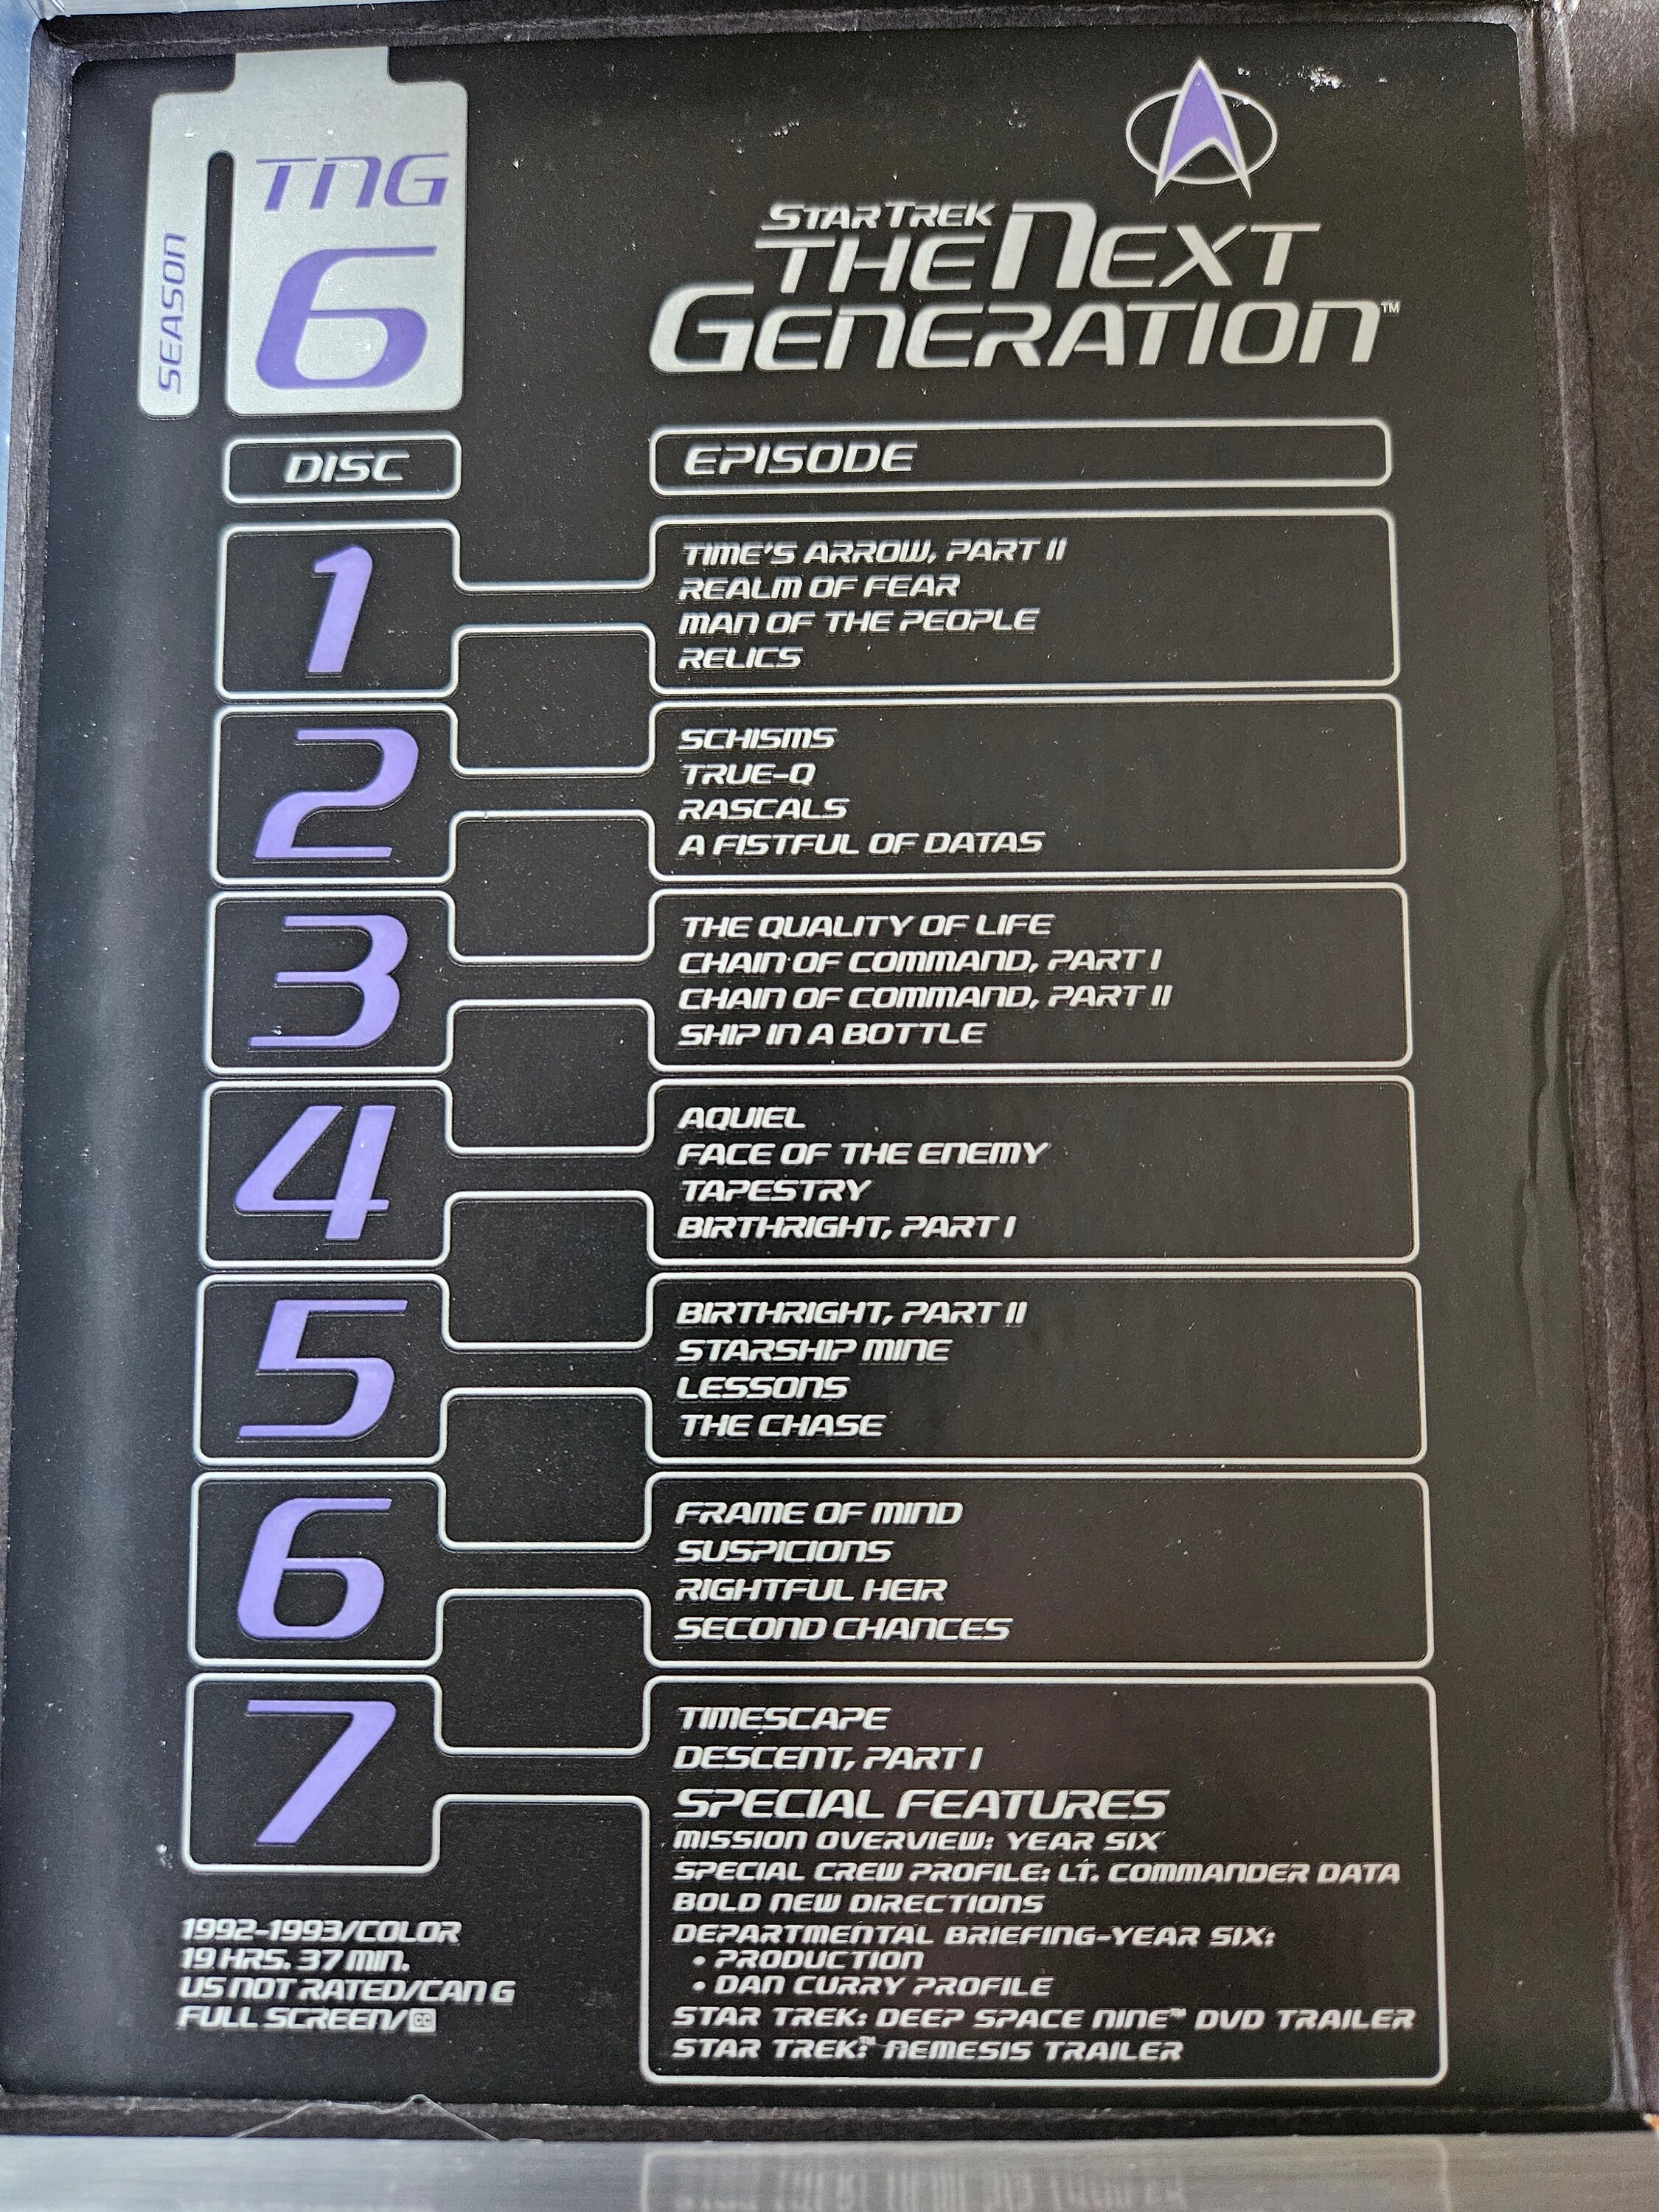 TNG
6
SEASON
STAR TREK
THE NEXT
GENERATION™
DISC
EPISODE
1
TIME'S ARROW, PART II
REALM OF FEAR
MAN OF THE PEOPLE
RELICS
2
SCHISMS
TRUE-Q
RASCALS
A FISTFUL OF DATAS
3
THE QUALITY OF LIFE
CHAIN OF COMMAND, PART I
CHAIN OF COMMAND, PART II
SHIP IN A BOTTLE
4
AQUIEL
FACE OF THE ENEMY
TAPESTRY
BIRTHRIGHT, PART I
5
BIRTHRIGHT, PART II
STARSHIP MINE
LESSONS
THE CHASE
6
FRAME OF MIND
SUSPICIONS
RIGHTFUL HEIR
SECOND CHANCES
7
TIMESCAPE
DESCENT, PART I
SPECIAL FEATURES
MISSION OVERVIEW: YEAR SIX
SPECIAL CREW PROFILE: LT. COMMANDER DATA
BOLD NEW DIRECTIONS
DEPARTMENTAL BRIEFING-YEAR SIX:
• PRODUCTION
• DAN CURRY PROFILE
STAR TREK: DEEP SPACE NINE™ DVD TRAILER
STAR TREK:™ NEMESIS TRAILER
1992-1993/COLOR
19 HRS. 37 MIN.
US NOT RATED/CAN G
FULL SCREEN/CC